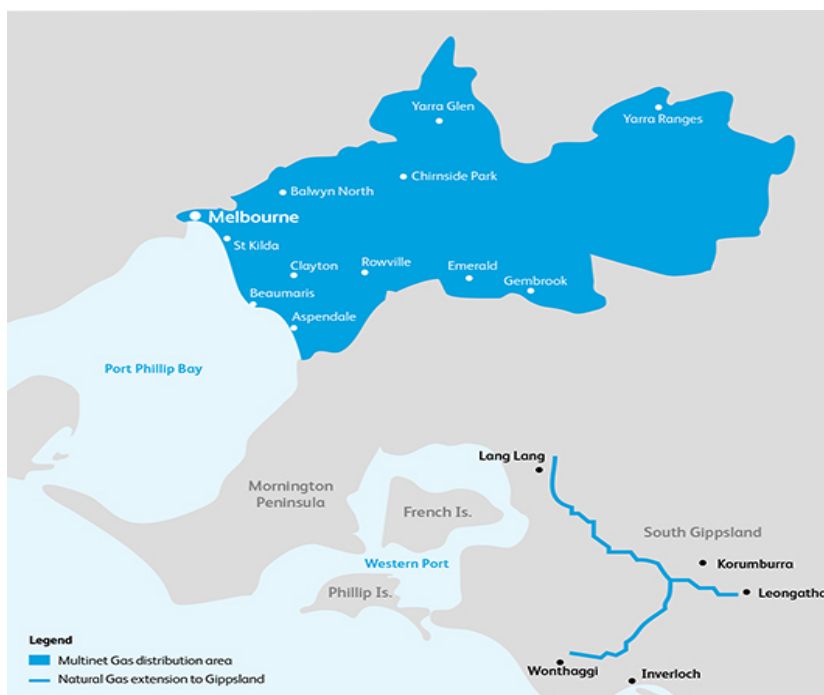 Yarra Glen
Yarra Ranges
Chirnside Park
Balwyn North
Melbourne
St Kilda
Clayton
Rowville
Emerald
Gembrook
Beaumaris
Aspendale
Port Phillip Bay
Lang Lang
Mornington
Peninsula
French Is.
South Gippsland
Western Port
Korumburra
Phillip Is.
Leongatha
Legend
Multinet Gas distribution area
Natural Gas extension to Gippsland
Wonthaggi
Inverloch